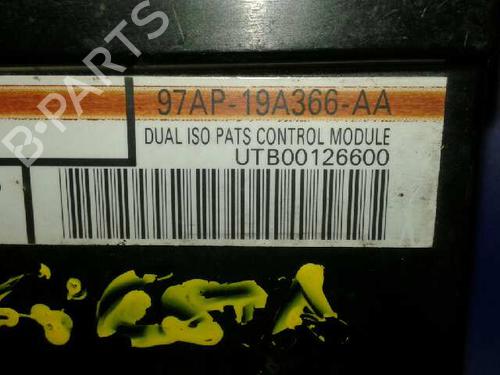 97AP-19A366-AA
DUAL ISO PATS CONTROL MODULE
UTB00126600
B-PARTS